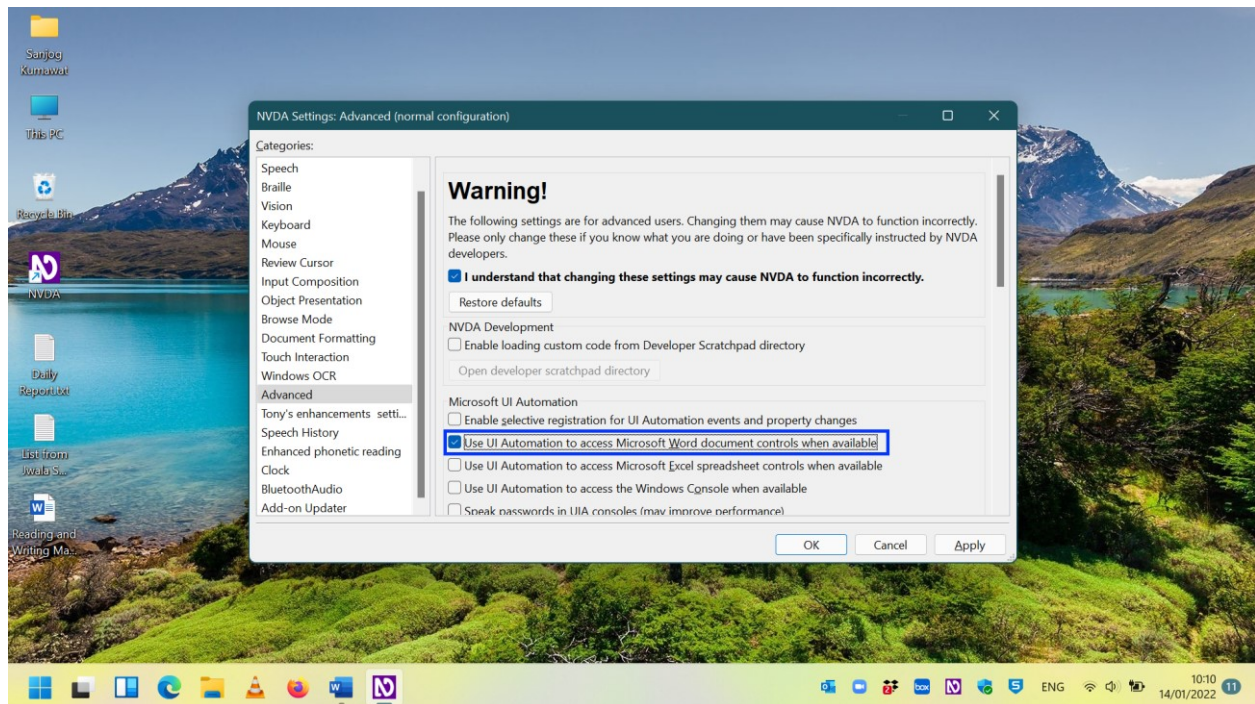 Sanjog
Kumawat
This PC
Recycle Bin
NVDA
Daily
Report.txt
List from
Jwala S...
Reading and
Writing Ma...
NVDA Settings: Advanced (normal configuration)
Categories:
Speech
Braille
Vision
Keyboard
Mouse
Review Cursor
Input Composition
Object Presentation
Browse Mode
Document Formatting
Touch Interaction
Windows OCR
Advanced
Tony's enhancements setti...
Speech History
Enhanced phonetic reading
Clock
BluetoothAudio
Add-on Updater
Warning!
The following settings are for advanced users. Changing them may cause NVDA to function incorrectly.
Please only change these if you know what you are doing or have been specifically instructed by NVDA
developers.
I understand that changing these settings may cause NVDA to function incorrectly.
Restore defaults
NVDA Development
Enable loading custom code from Developer Scratchpad directory
Open developer scratchpad directory
Microsoft UI Automation
Enable selective registration for UI Automation events and property changes
Use UI Automation to access Microsoft Word document controls when available
Use UI Automation to access Microsoft Excel spreadsheet controls when available
Use UI Automation to access the Windows Console when available
Speak passwords in UIA consoles (may improve performance)
OK Cancel Apply
box
ENG
10:10
14/01/2022
11